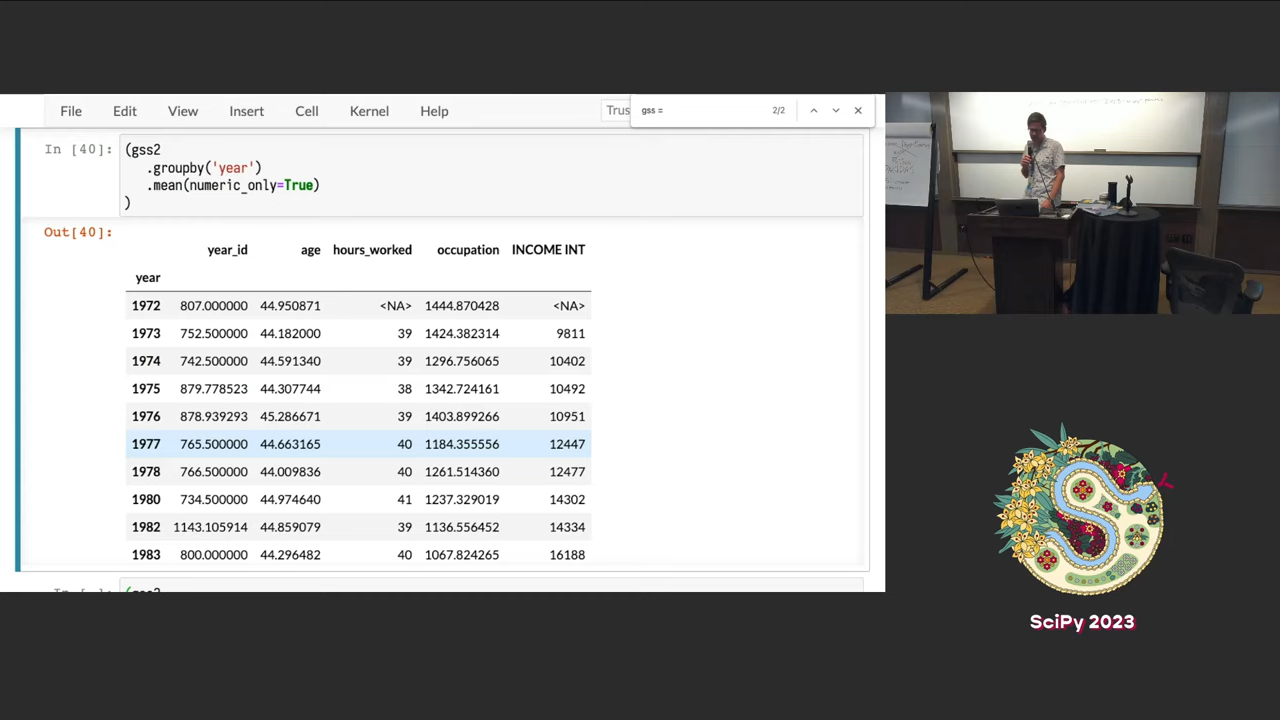 File Edit View Insert Cell Kernel Help Trus gss = 2/2
In [40]: (gss2
.groupby('year')
.mean(numeric_only=True)
)
Out[40]:
year_id age hours_worked occupation INCOME INT
year
1972 807.000000 44.950871 <NA> 1444.870428 <NA>
1973 752.500000 44.182000 39 1424.382314 9811
1974 742.500000 44.591340 39 1296.756065 10402
1975 879.778523 44.307744 38 1342.724161 10492
1976 878.939293 45.286671 39 1403.899266 10951
1977 765.500000 44.663165 40 1184.355556 12447
1978 766.500000 44.009836 40 1261.514360 12477
1980 734.500000 44.974640 41 1237.329019 14302
1982 1143.105914 44.859079 39 1136.556452 14334
1983 800.000000 44.296482 40 1067.824265 16188
SciPy 2023